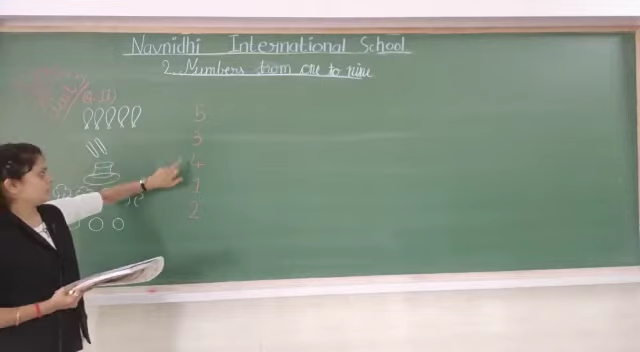 Navnidhi International School
2. Numbers from one to nine
5
3
4
1
2